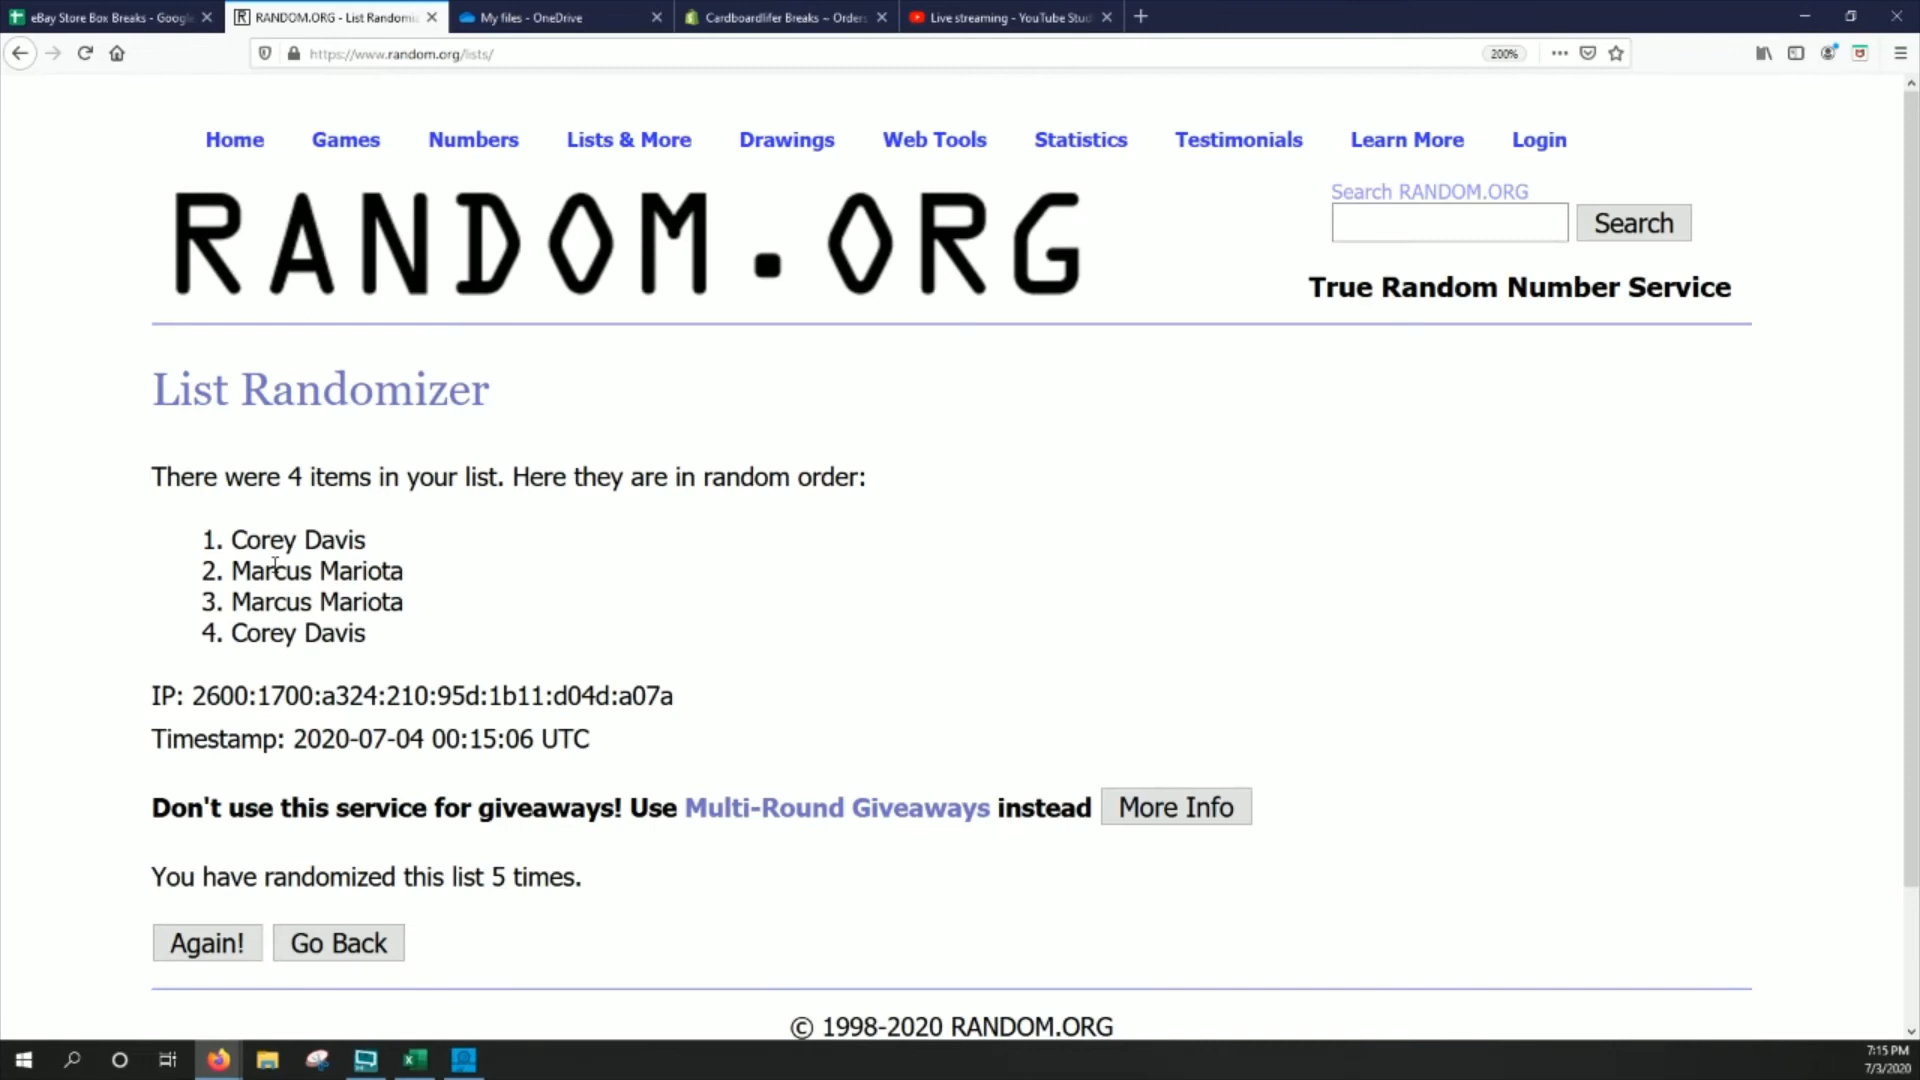 eBay Store Box Breaks - Google
RANDOM.ORG - List Randomiz
My files - OneDrive
Cardboardlifer Breaks ~ Orders
Live streaming - YouTube Stud
https://www.random.org/lists/
200%
Home Games Numbers Lists & More Drawings Web Tools Statistics Testimonials Learn More Login
RANDOM.ORG
Search RANDOM.ORG
Search
True Random Number Service
List Randomizer
There were 4 items in your list. Here they are in random order:
1. Corey Davis
2. Marcus Mariota
3. Marcus Mariota
4. Corey Davis
IP: 2600:1700:a324:210:95d:1b11:d04d:a07a
Timestamp: 2020-07-04 00:15:06 UTC
Don't use this service for giveaways! Use Multi-Round Giveaways instead More Info
You have randomized this list 5 times.
Again! Go Back
© 1998-2020 RANDOM.ORG
7:15 PM
7/3/2020